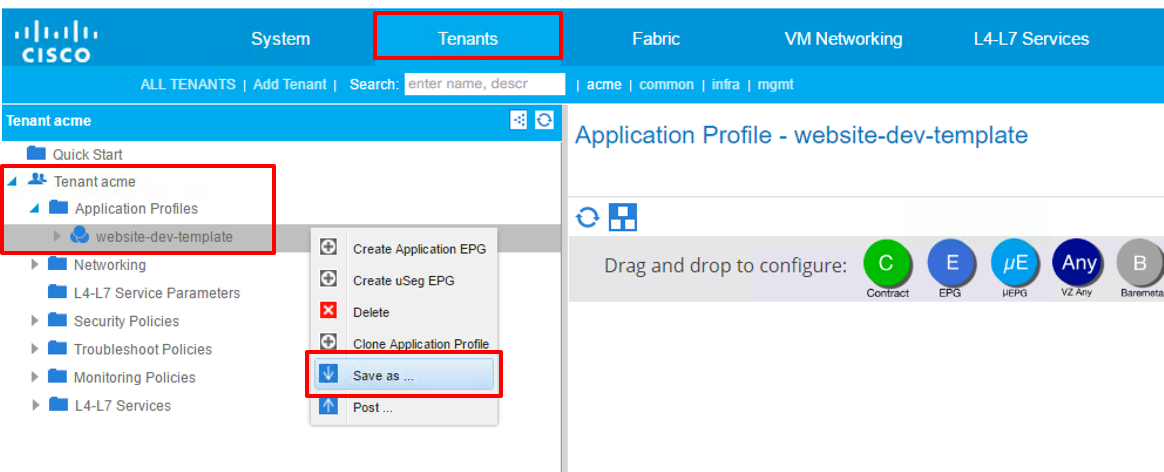 CISCO
System
Tenants
Fabric
VM Networking
L4-L7 Services
ALL TENANTS | Add Tenant | Search: enter name, descr | acme | common | infra | mgmt
Tenant acme
Quick Start
Tenant acme
Application Profiles
website-dev-template
Networking
L4-L7 Service Parameters
Security Policies
Troubleshoot Policies
Monitoring Policies
L4-L7 Services
Create Application EPG
Create uSeg EPG
Delete
Clone Application Profile
Save as ...
Post ...
Application Profile - website-dev-template
Drag and drop to configure:
C
Contract
E
EPG
µE
µEPG
Any
VZ Any
B
Baremeta